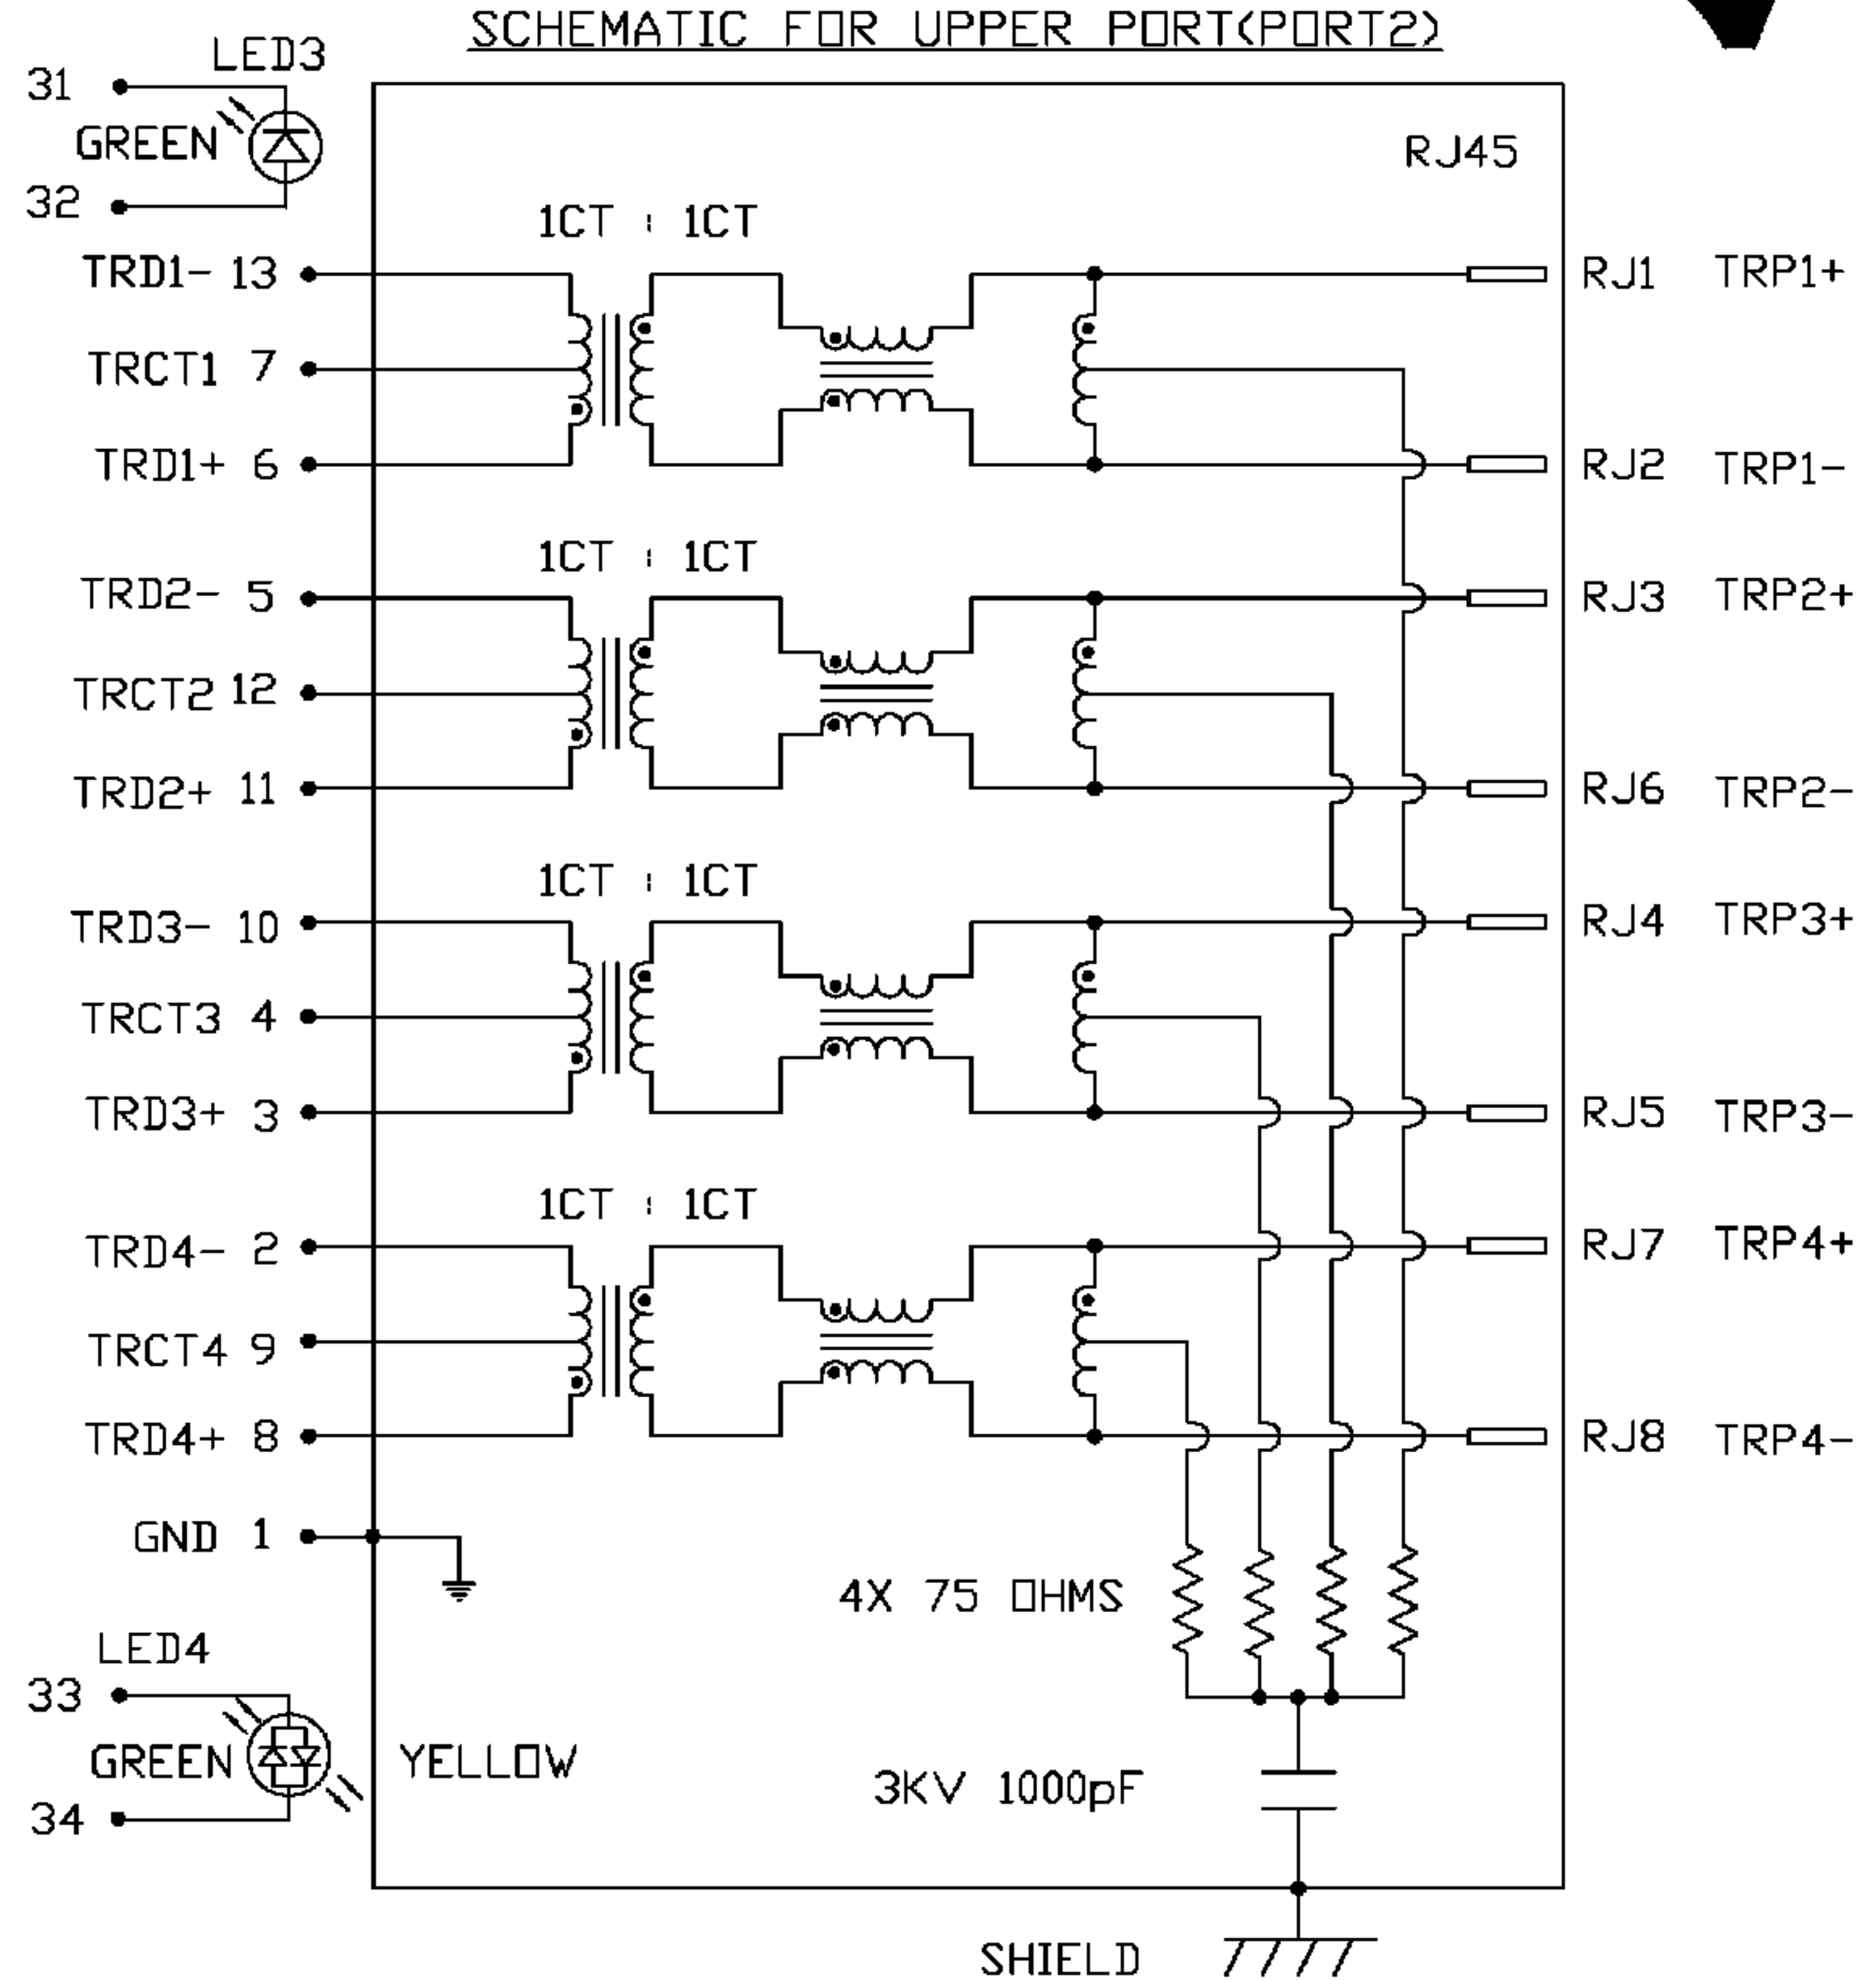 SCHEMATIC FOR UPPER PORT(PORT2)
LED3
31
GREEN
32
RJ45
1CT : 1CT
TRD1- 13
RJ1 TRP1+
TRCT1 7
TRD1+ 6
RJ2 TRP1-
1CT : 1CT
TRD2- 5
RJ3 TRP2+
TRCT2 12
TRD2+ 11
RJ6 TRP2-
1CT : 1CT
TRD3- 10
RJ4 TRP3+
TRCT3 4
TRD3+ 3
RJ5 TRP3-
1CT : 1CT
TRD4- 2
RJ7 TRP4+
TRCT4 9
TRD4+ 8
RJ8 TRP4-
GND 1
4X 75 OHMS
LED4
33
GREEN
YELLOW
34
3KV 1000pF
SHIELD